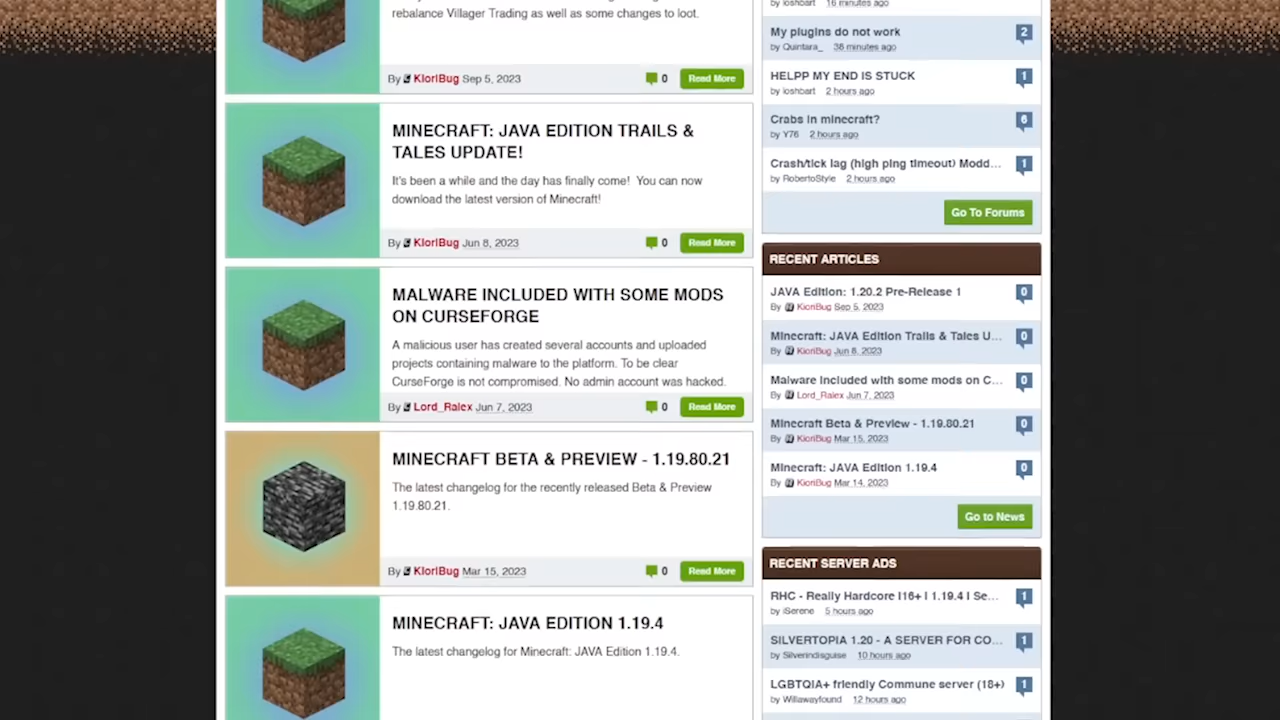 rebalance Villager Trading as well as some changes to loot.
By KloriBug Sep 5, 2023
0
Read More
MINECRAFT: JAVA EDITION TRAILS &
TALES UPDATE!
It's been a while and the day has finally come! You can now
download the latest version of Minecraft!
By KloriBug Jun 8, 2023
0
Read More
MALWARE INCLUDED WITH SOME MODS
ON CURSEFORGE
A malicious user has created several accounts and uploaded
projects containing malware to the platform. To be clear
CurseForge is not compromised. No admin account was hacked.
By Lord_Ralex Jun 7, 2023
0
Read More
MINECRAFT BETA & PREVIEW - 1.19.80.21
The latest changelog for the recently released Beta & Preview
1.19.80.21.
By KloriBug Mar 15, 2023
0
Read More
MINECRAFT: JAVA EDITION 1.19.4
The latest changelog for Minecraft: JAVA Edition 1.19.4.
by loshbart 16 minutes ago
My plugins do not work
2
by Quintara_ 38 minutes ago
HELPP MY END IS STUCK
1
by loshbart 2 hours ago
Crabs in minecraft?
6
by Y76 2 hours ago
Crash/tick lag (high ping timeout) Modd...
1
by RobertoStyle 2 hours ago
Go To Forums
RECENT ARTICLES
JAVA Edition: 1.20.2 Pre-Release 1
0
By KloriBug Sep 5, 2023
Minecraft: JAVA Edition Trails & Tales U...
0
By KloriBug Jun 8, 2023
Malware Included with some mods on C...
0
By Lord_Ralex Jun 7, 2023
Minecraft Beta & Preview - 1.19.80.21
0
By KloriBug Mar 15, 2023
Minecraft: JAVA Edition 1.19.4
0
By KloriBug Mar 14, 2023
Go to News
RECENT SERVER ADS
RHC - Really Hardcore I16+ I 1.19.4 I Se...
1
by iSerene 5 hours ago
SILVERTOPIA 1.20 - A SERVER FOR CO...
1
by Silverindisguise 10 hours ago
LGBTQIA+ friendly Commune server (18+)
1
by Willawayfound 12 hours ago